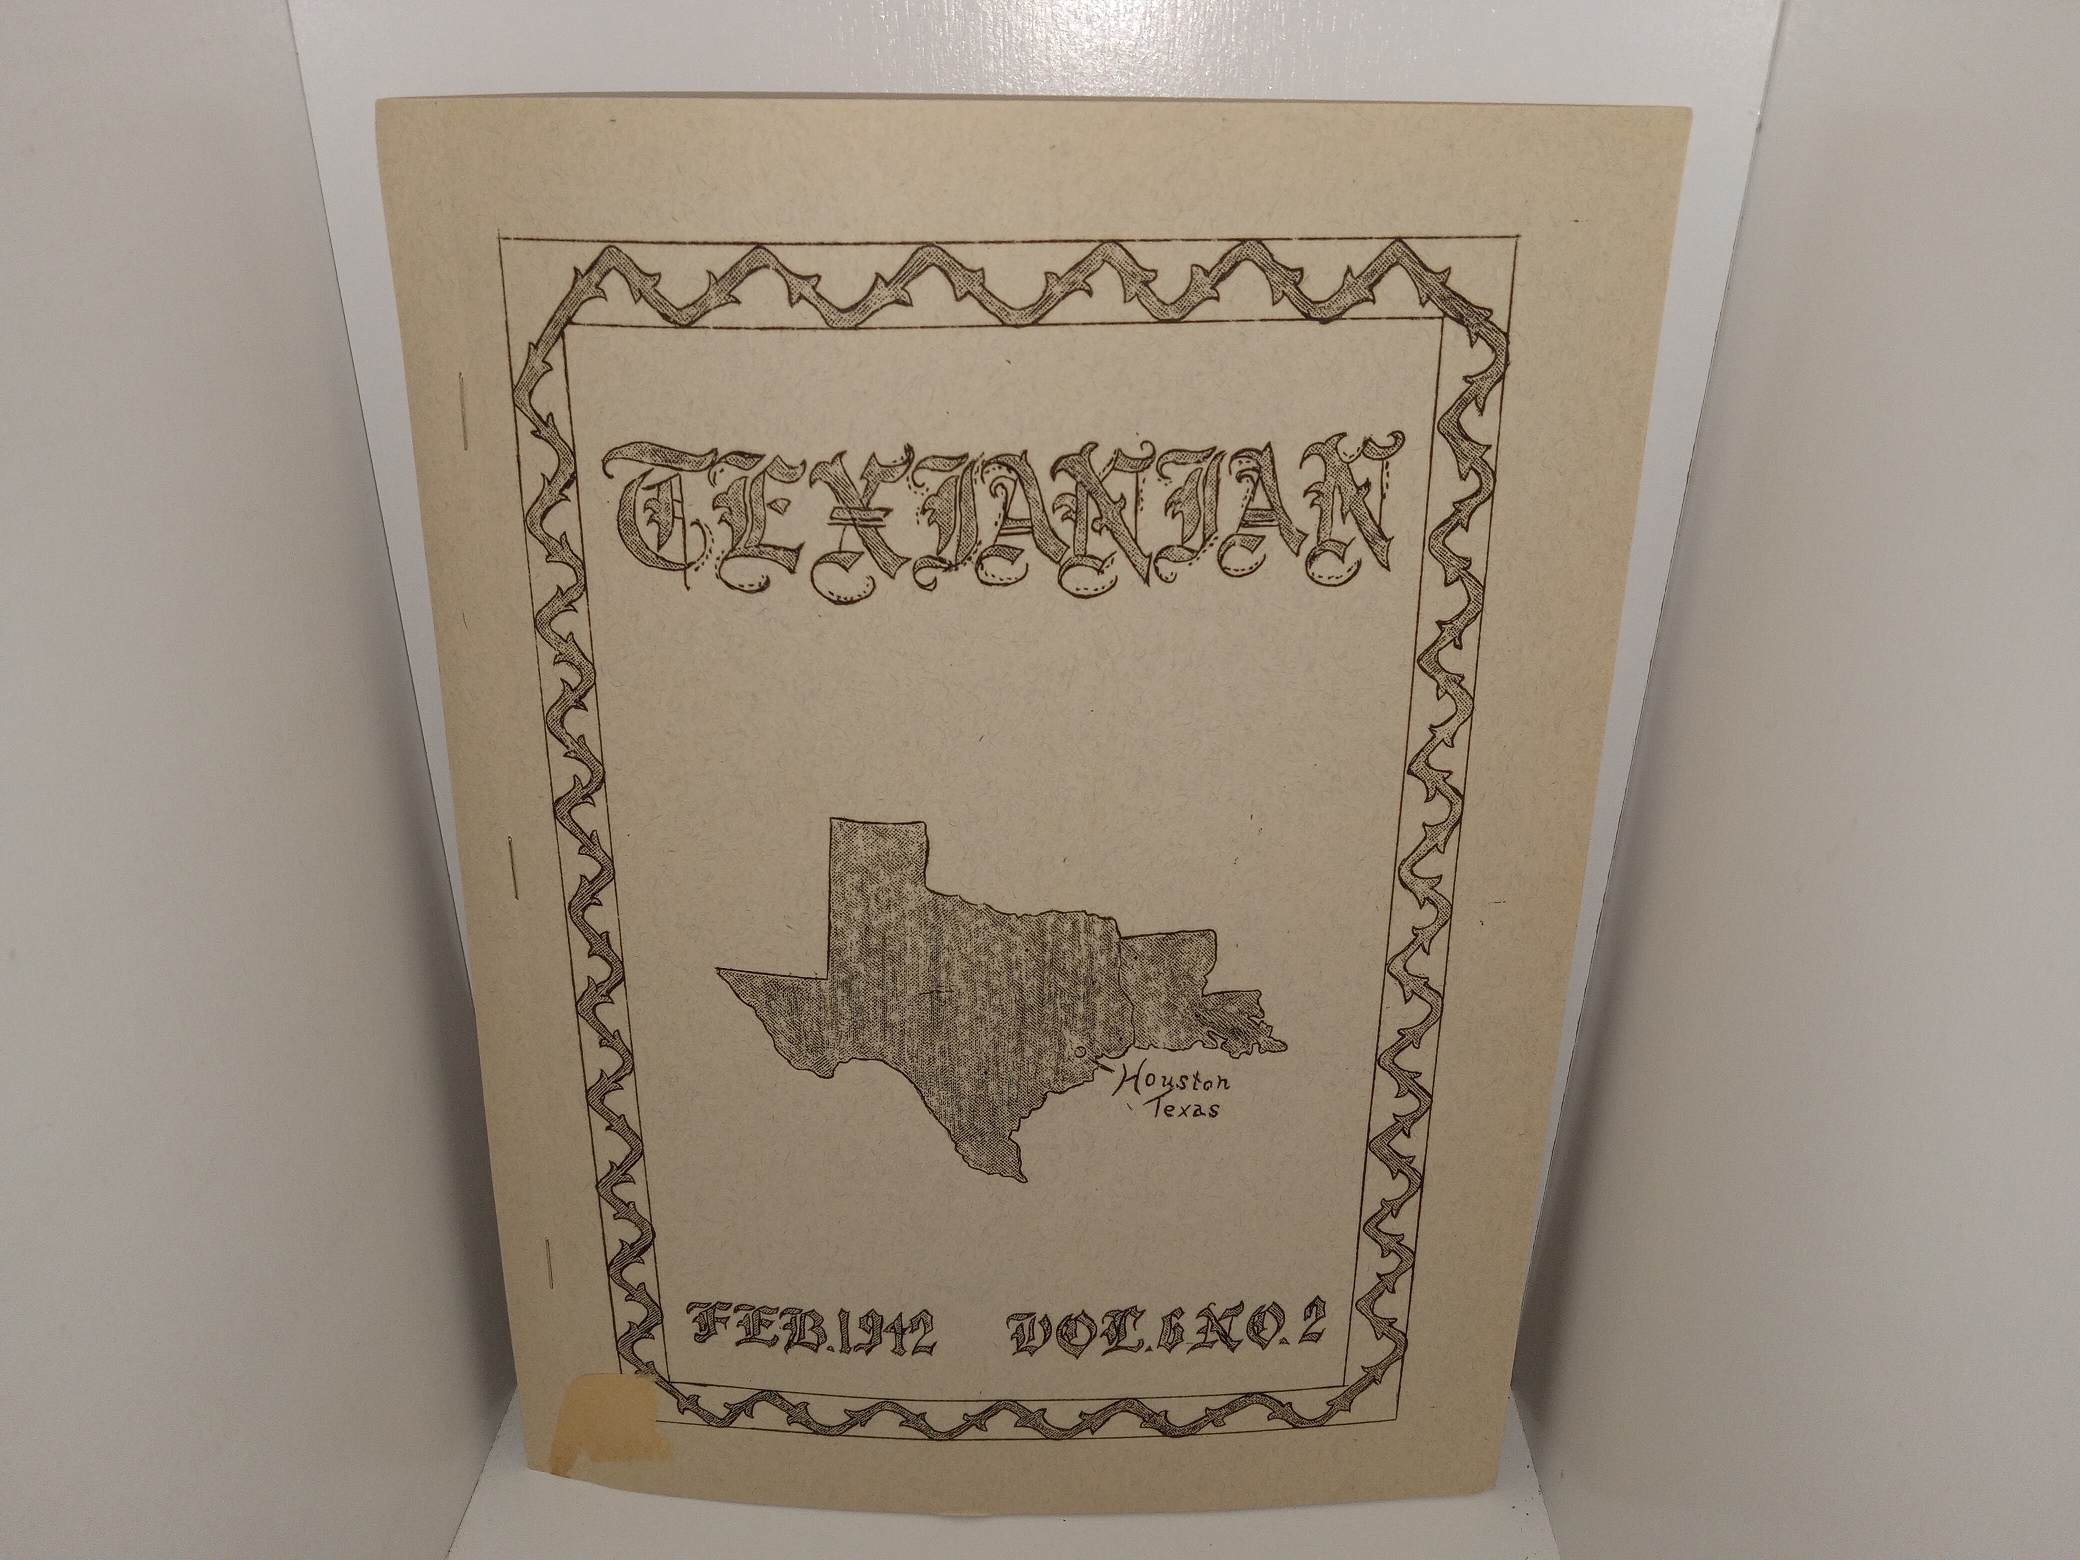 TEXIANIAN
Houston
Texas
FEB. 1942 VOL. 6 NO. 2